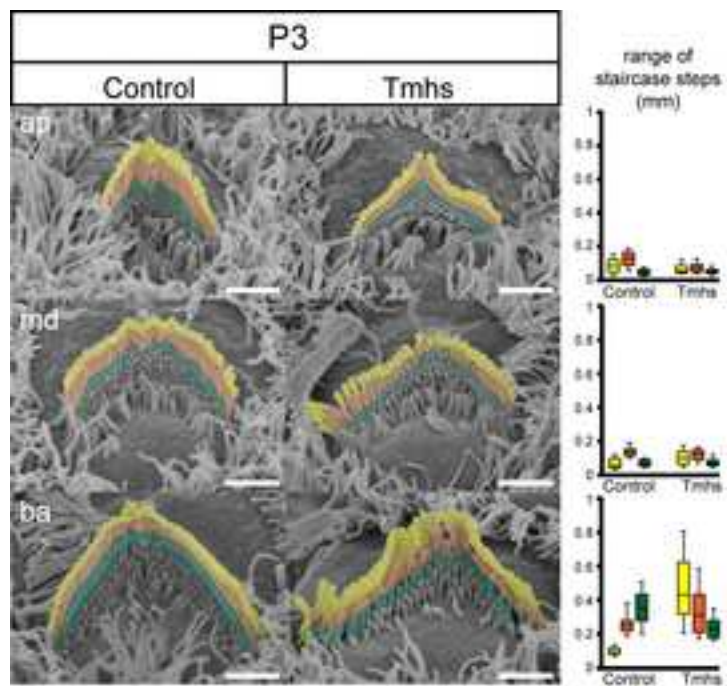 P3
Control Tmhs
range of
staircase steps
(mm)
ap
1
0.8
0.6
0.4
0.2
0
Control Tmhs
md
1
0.8
0.6
0.4
0.2
0
Control Tmhs
ba
1
0.8
0.6
0.4
0.2
0
Control Tmhs